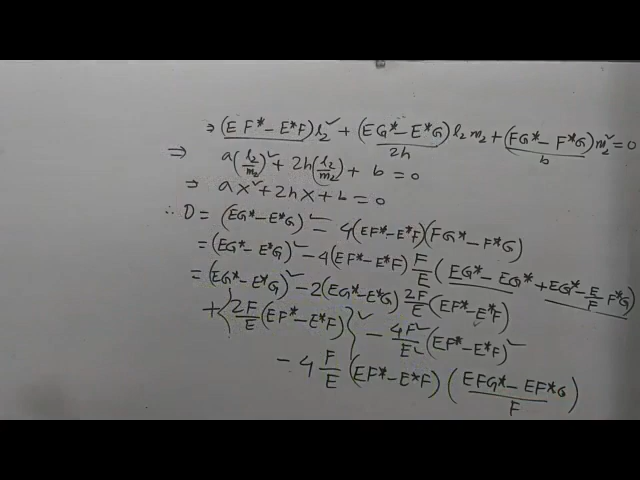 ⇒ (E F* - E*F) l₂² + (EG* - E*G) l₂ m₂ + (FG* - F*G) m₂² = 0
2h b
⇒ a(l₂/m₂)² + 2h(l₂/m₂) + b = 0
⇒ aX² + 2hX + b = 0
∴ D = (EG* - E*G)² - 4(EF* - E*F)(FG* - F*G)
= (EG* - E*G)² - 4(EF* - E*F) F/E (EG* - EG* + EG* - E/F F*G)
= (EG* - E*G)² - 2(EG* - E*G) 2F/E (EF* - E*F)
+ {2F/E (EF* - E*F)}² - 4F²/E² (EF* - E*F)²
- 4 F/E (EF* - E*F) ((EFG* - EF*G)/F)